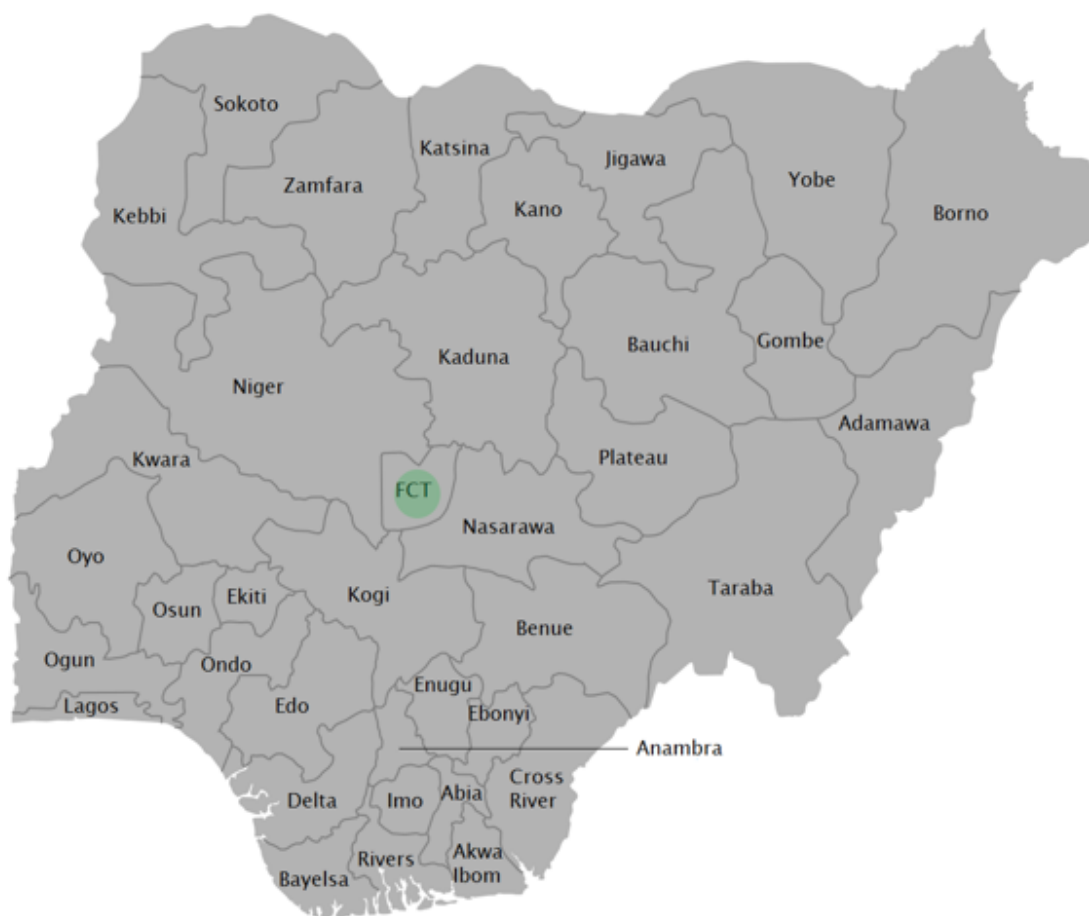 Sokoto
Katsina
Jigawa
Zamfara
Yobe
Kano
Borno
Kebbi
Gombe
Bauchi
Kaduna
Niger
Adamawa
Kwara
Plateau
FCT
Nasarawa
Oyo
Taraba
Ekiti
Kogi
Osun
Benue
Ogun
Ondo
Enugu
Lagos
Edo
Ebonyi
Anambra
Cross
River
Abia
Delta
Imo
Akwa
Ibom
Rivers
Bayelsa